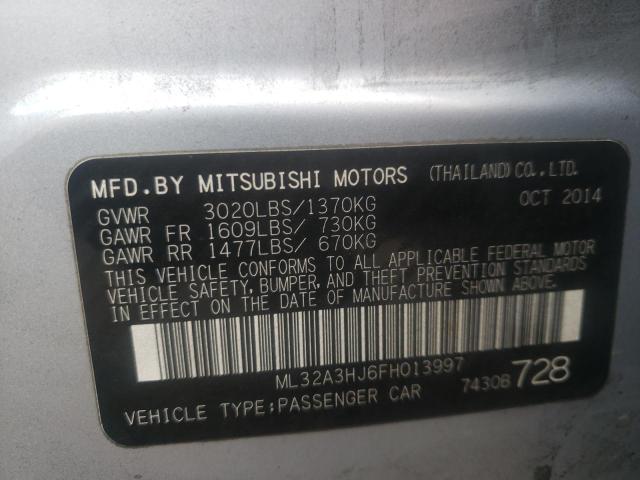 MFD.BY MITSUBISHI MOTORS (THAILAND)CO.,LTD.
OCT 2014
GVWR 3020LBS/1370KG
GAWR FR 1609LBS/ 730KG
GAWR RR 1477LBS/ 670KG
THIS VEHICLE CONFORMS TO ALL APPLICABLE FEDERAL MOTOR
VEHICLE SAFETY, BUMPER, AND THEFT PREVENTION STANDARDS
IN EFFECT ON THE DATE OF MANUFACTURE SHOWN ABOVE.
ML32A3HJ6FH013997
7430B 728
VEHICLE TYPE;PASSENGER CAR